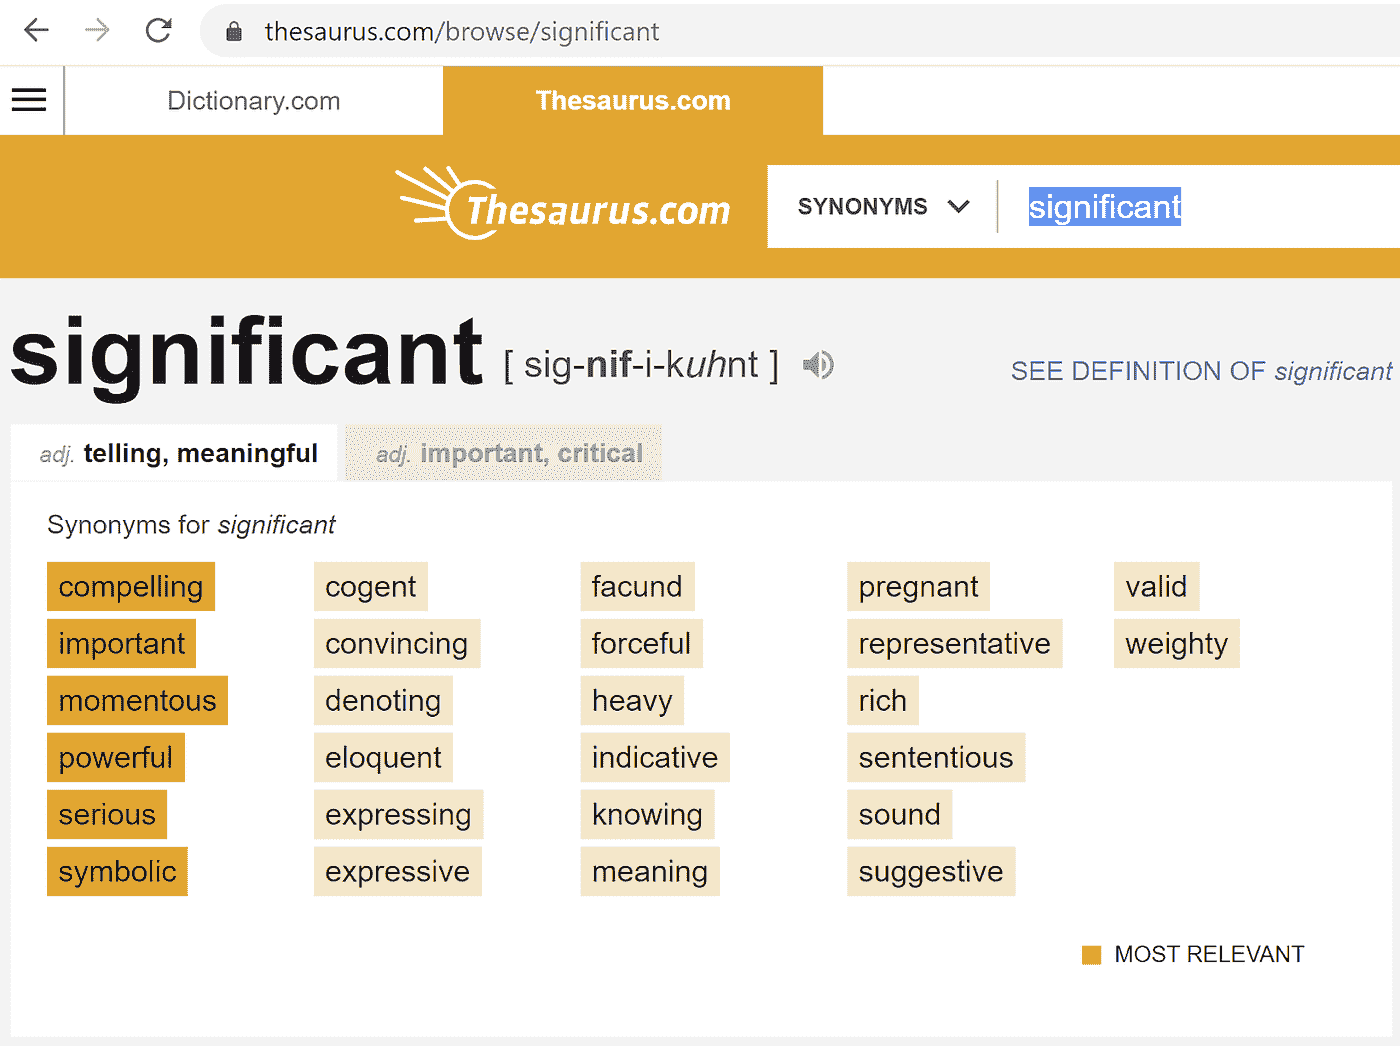 thesaurus.com/browse/significant
Dictionary.com
Thesaurus.com
Thesaurus.com
SYNONYMS
significant
significant [ sig-nif-i-kuhnt ]
SEE DEFINITION OF significant
adj. telling, meaningful
adj. important, critical
Synonyms for significant
compelling
important
momentous
powerful
serious
symbolic
cogent
convincing
denoting
eloquent
expressing
expressive
facund
forceful
heavy
indicative
knowing
meaning
pregnant
representative
rich
sententious
sound
suggestive
valid
weighty
MOST RELEVANT